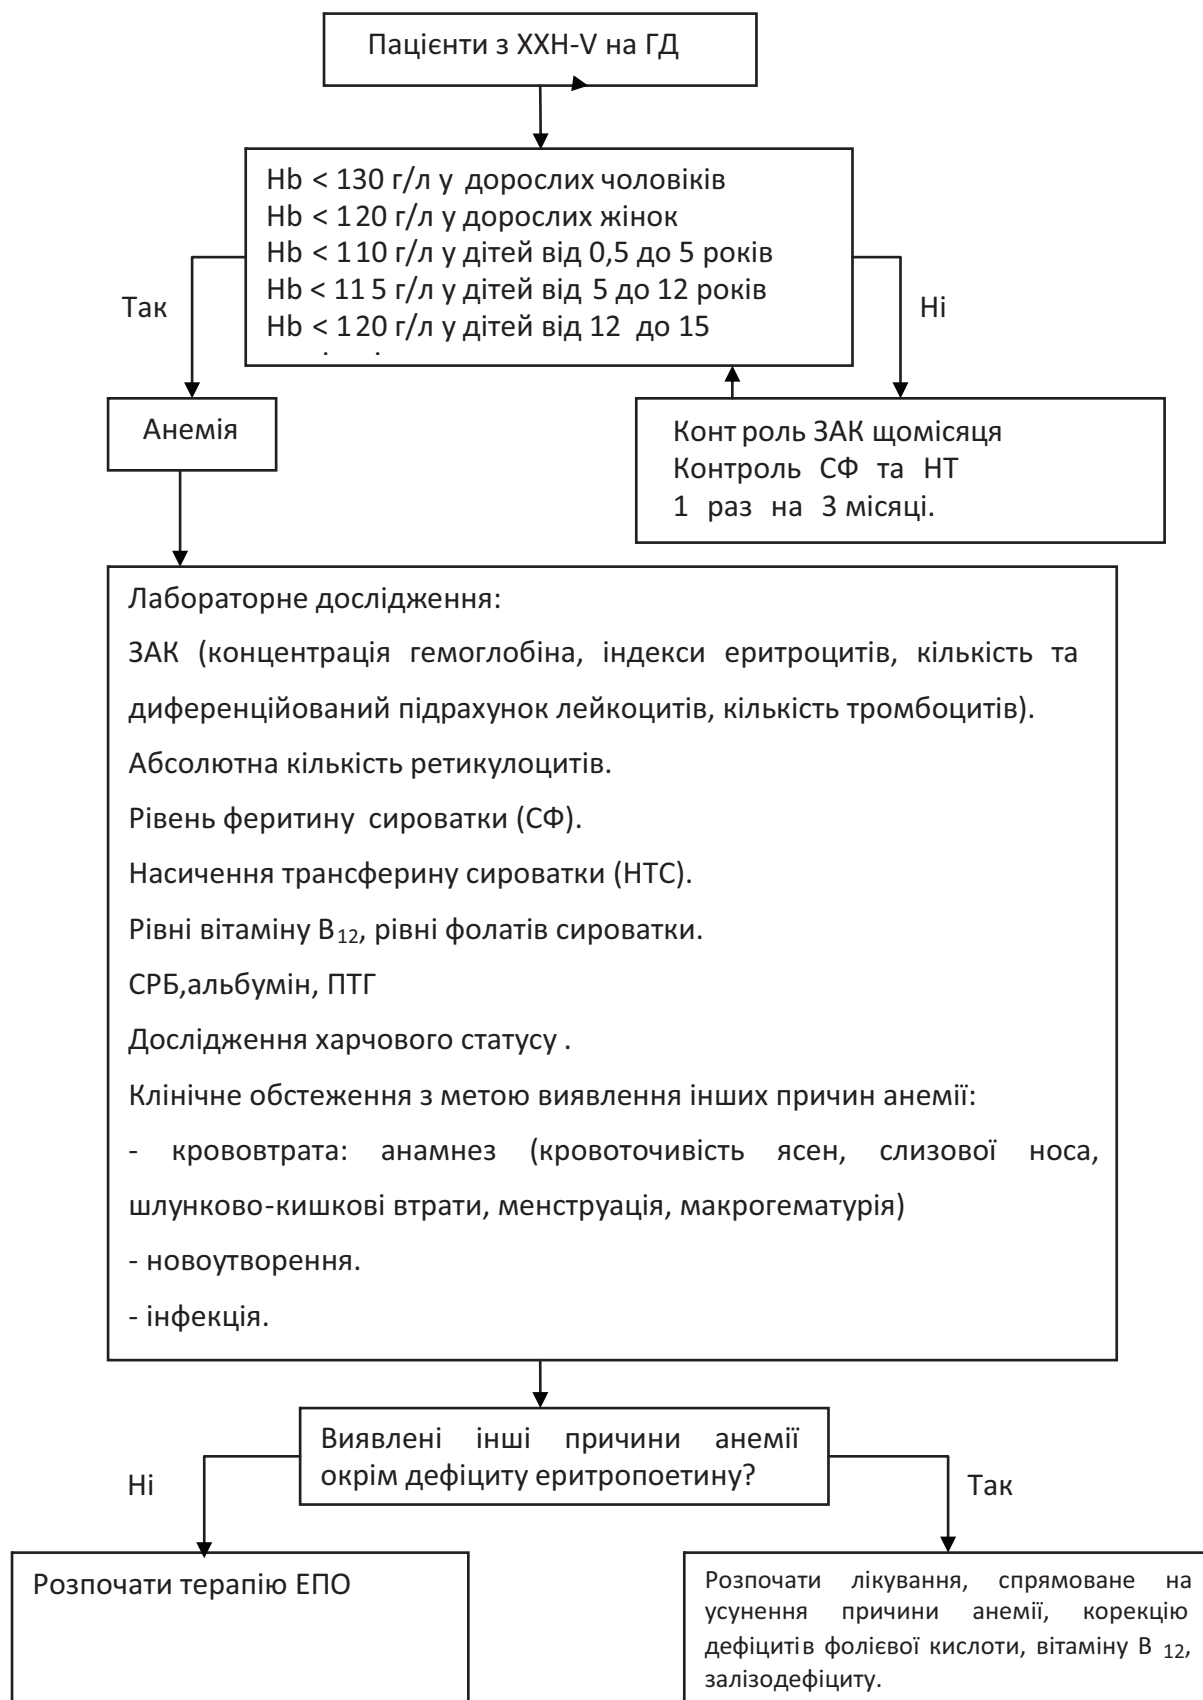 Пацієнти з ХХН-V на ГД
Hb < 130 г/л у дорослих чоловіків
Hb < 120 г/л у дорослих жінок
Hb < 110 г/л у дітей від 0,5 до 5 років
Hb < 115 г/л у дітей від 5 до 12 років
Hb < 120 г/л у дітей від 12 до 15
Так
Ні
Анемія
Контроль ЗАК щомісяця
Контроль СФ та НТ
1 раз на 3 місяці.
Лабораторне дослідження:
ЗАК (концентрація гемоглобіна, індекси еритроцитів, кількість та
диференційований підрахунок лейкоцитів, кількість тромбоцитів).
Абсолютна кількість ретикулоцитів.
Рівень феритину сироватки (СФ).
Насичення трансферину сироватки (НТС).
Рівні вітаміну В12, рівні фолатів сироватки.
СРБ,альбумін, ПТГ
Дослідження харчового статусу .
Клінічне обстеження з метою виявлення інших причин анемії:
- крововтрата: анамнез (кровоточивість ясен, слизової носа,
шлунково-кишкові втрати, менструація, макрогематурія)
- новоутворення.
- інфекція.
Виявлені інші причини анемії
окрім дефіциту еритропоетину?
Ні
Так
Розпочати терапію ЕПО
Розпочати лікування, спрямоване на
усунення причини анемії, корекцію
дефіцитів фолієвої кислоти, вітаміну В 12,
залізодефіциту.